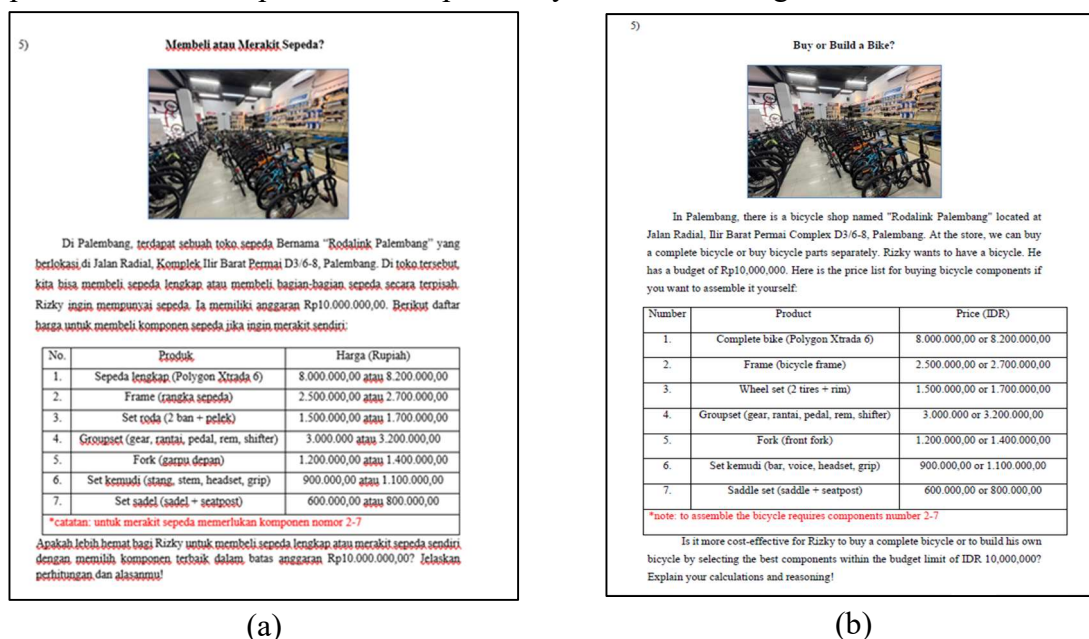 5)
Membeli atau Merakit Sepeda?
Di Palembang, terdapat sebuah toko sepeda Bernama “Rodalink Palembang” yang
berlokasi di Jalan Radial, Komplek Ilir Barat Permai D3/6-8, Palembang. Di toko tersebut,
kita bisa membeli sepeda lengkap atau membeli bagian-bagian sepeda secara terpisah.
Rizky ingin mempunyai sepeda. Ia memiliki anggaran Rp10.000.000,00. Berikut daftar
harga untuk membeli komponen sepeda jika ingin merakit sendiri:
No. Produk Harga (Rupiah)
1. Sepeda lengkap (Polygon Xtrada 6) 8.000.000,00 atau 8.200.000,00
2. Frame (rangka sepeda) 2.500.000,00 atau 2.700.000,00
3. Set roda (2 ban + pelek) 1.500.000,00 atau 1.700.000,00
4. Groupset (gear, rantai, pedal, rem, shifter) 3.000.000 atau 3.200.000,00
5. Fork (garpu depan) 1.200.000,00 atau 1.400.000,00
6. Set kemudi (stang, stem, headset, grip) 900.000,00 atau 1.100.000,00
7. Set sadel (sadel + seatpost) 600.000,00 atau 800.000,00
*catatan: untuk merakit sepeda memerlukan komponen nomor 2-7
Apakah lebih hemat bagi Rizky untuk membeli sepeda lengkap atau merakit sepeda sendiri
dengan memilih komponen terbaik dalam batas anggaran Rp10.000.000,00? Jelaskan
perhitungan dan alasanmu!
(a)
5)
Buy or Build a Bike?
In Palembang, there is a bicycle shop named "Rodalink Palembang" located at
Jalan Radial, Ilir Barat Permai Complex D3/6-8, Palembang. At the store, we can buy
a complete bicycle or buy bicycle parts separately. Rizky wants to have a bicycle. He
has a budget of Rp10,000,000. Here is the price list for buying bicycle components if
you want to assemble it yourself:
Number Product Price (IDR)
1. Complete bike (Polygon Xtrada 6) 8.000.000,00 or 8.200.000,00
2. Frame (bicycle frame) 2.500.000,00 or 2.700.000,00
3. Wheel set (2 tires + rim) 1.500.000,00 or 1.700.000,00
4. Groupset (gear, rantai, pedal, rem, shifter) 3.000.000 or 3.200.000,00
5. Fork (front fork) 1.200.000,00 or 1.400.000,00
6. Set kemudi (bar, voice, headset, grip) 900.000,00 or 1.100.000,00
7. Saddle set (saddle + seatpost) 600.000,00 or 800.000,00
*note: to assemble the bicycle requires components number 2-7
Is it more cost-effective for Rizky to buy a complete bicycle or to build his own
bicycle by selecting the best components within the budget limit of IDR 10,000,000?
Explain your calculations and reasoning!
(b)